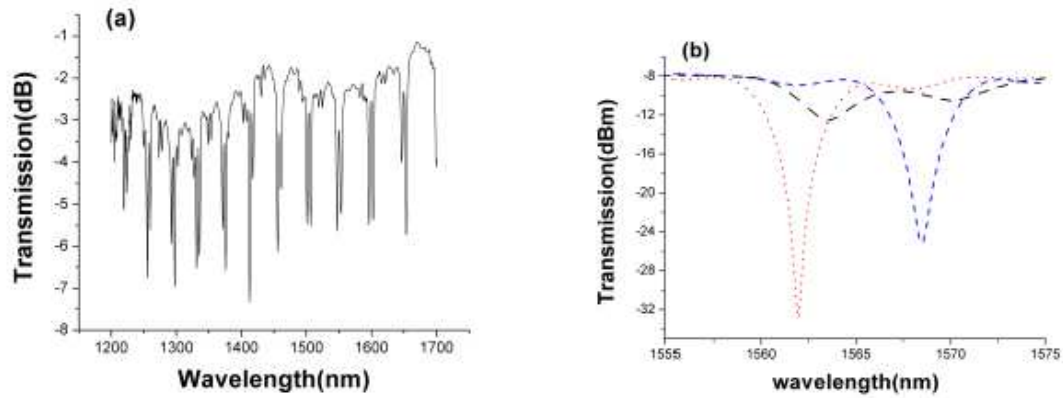 (a)
Transmission(dB)
-1
-2
-3
-4
-5
-6
-7
-8
1200 1300 1400 1500 1600 1700
Wavelength(nm)
(b)
Transmission(dBm)
-8
-12
-16
-20
-24
-28
-32
1555 1560 1565 1570 1575
wavelength(nm)